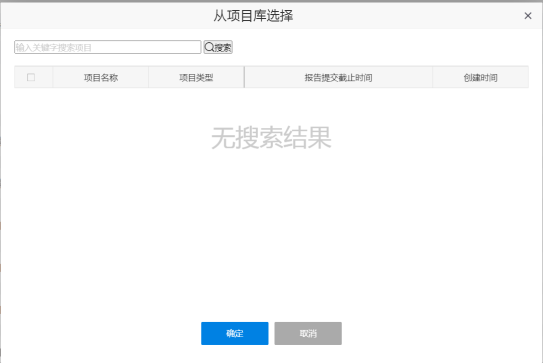 从项目库选择
输入关键字搜索项目 搜索
项目名称 项目类型 报告提交截止时间 创建时间
无搜索结果
确定 取消